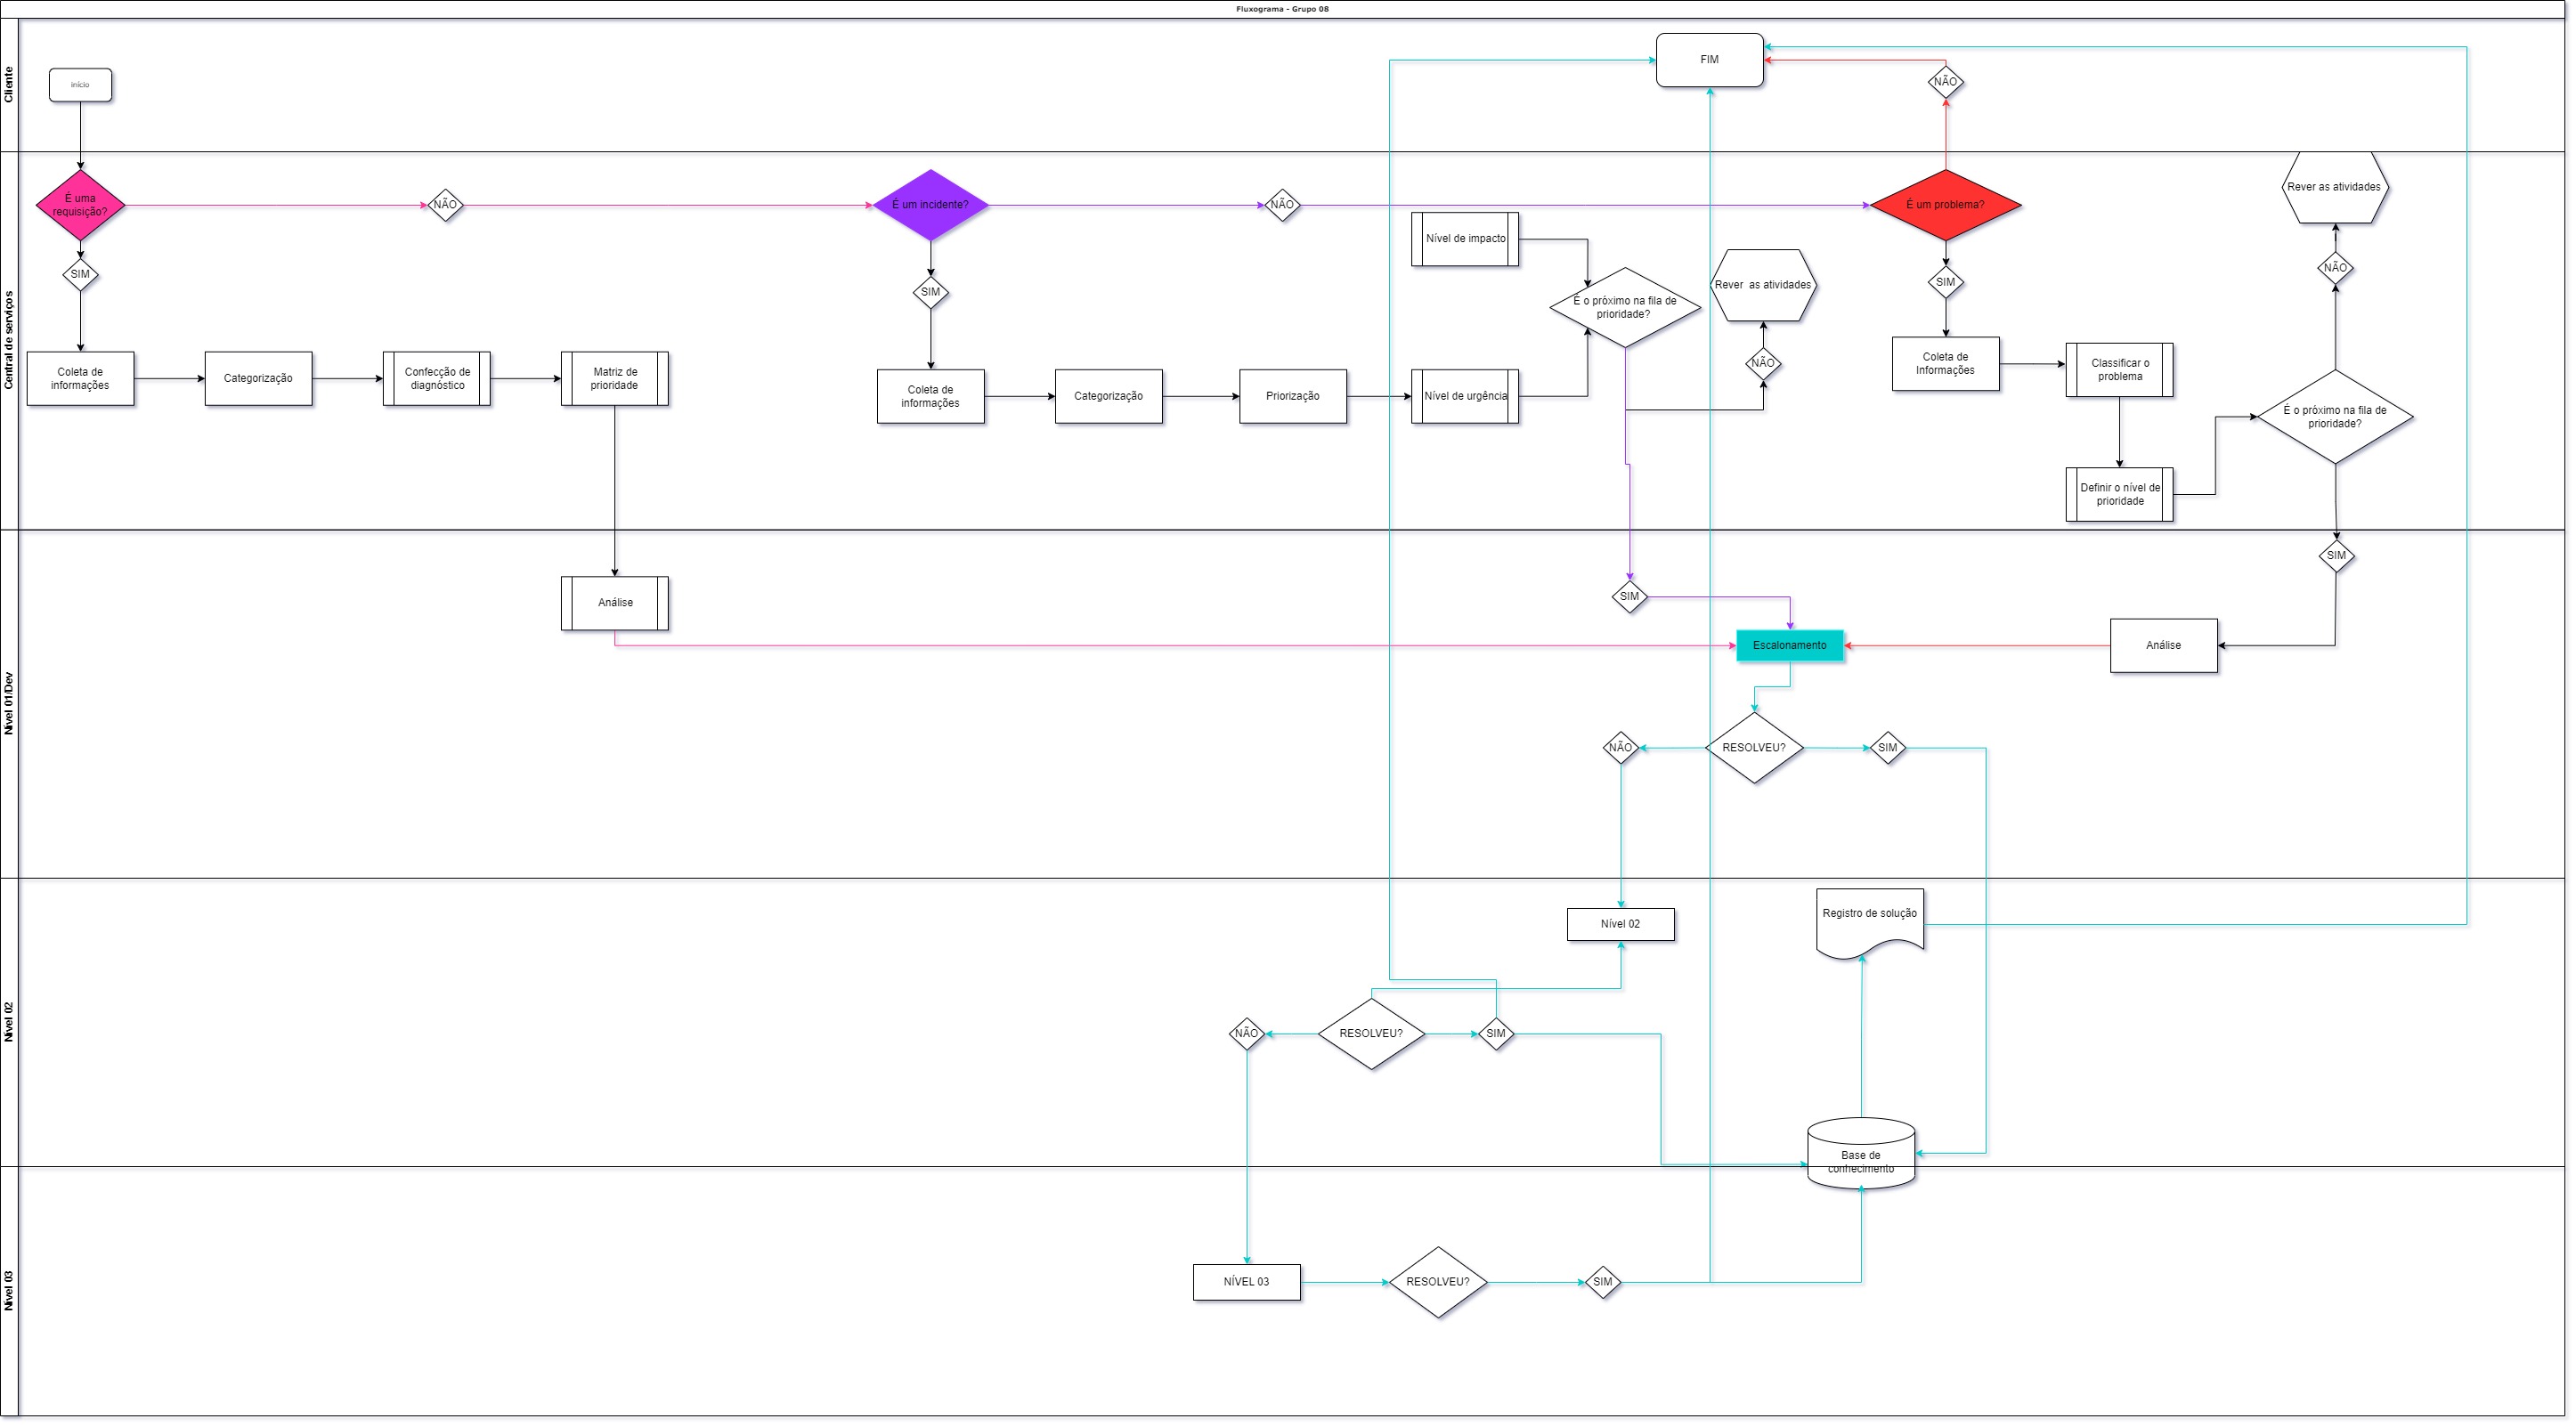 Fluxograma - Grupo 08
Cliente
Início
FIM
NÃO
Central de serviços
É uma
requisição?
NÃO
É um incidente?
NÃO
É um problema?
Rever as atividades
SIM
SIM
Nível de impacto
É o próximo na fila de
prioridade?
Rever as atividades
SIM
NÃO
Coleta de
informações
Categorização
Confecção de
diagnóstico
Matriz de
prioridade
Coleta de
informações
Categorização
Priorização
Nível de urgência
NÃO
Coleta de
Informações
Classificar o
problema
É o próximo na fila de
prioridade?
Definir o nível de
prioridade
Nível 01/Dev
SIM
Análise
SIM
Escalonamento
Análise
NÃO
RESOLVEU?
SIM
Nível 02
Nível 02
Registro de solução
NÃO
RESOLVEU?
SIM
Base de
conhecimento
Nível 03
NÍVEL 03
RESOLVEU?
SIM